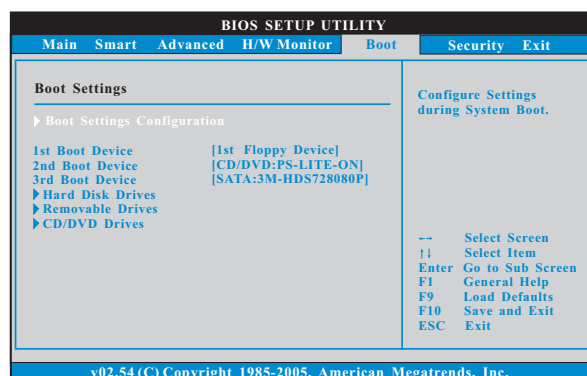 BIOS SETUP UTILITY
Main Smart Advanced H/W Monitor Boot Security Exit
Boot Settings
Boot Settings Configuration
1st Boot Device [1st Floppy Device]
2nd Boot Device [CD/DVD:PS-LITE-ON]
3rd Boot Device [SATA:3M-HDS728080P]
Hard Disk Drives
Removable Drives
CD/DVD Drives
Configure Settings
during System Boot.
←→ Select Screen
↑↓ Select Item
Enter Go to Sub Screen
F1 General Help
F9 Load Defaults
F10 Save and Exit
ESC Exit
v02.54 (C) Copyright 1985-2005, American Megatrends, Inc.